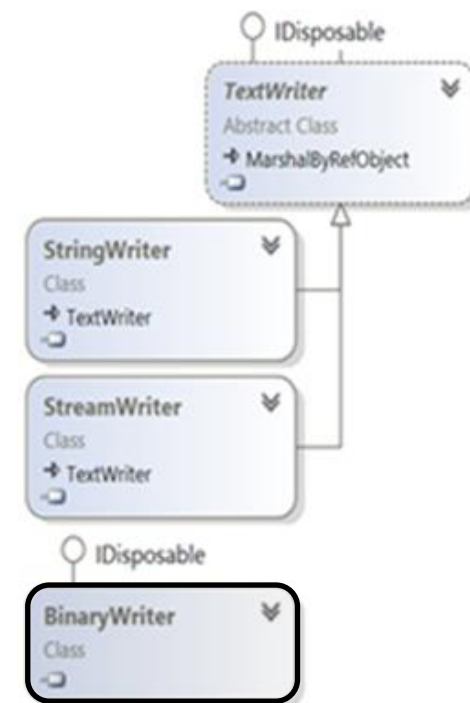 IDisposable
TextWriter
Abstract Class
MarshalByRefObject
StringWriter
Class
TextWriter
StreamWriter
Class
TextWriter
IDisposable
BinaryWriter
Class